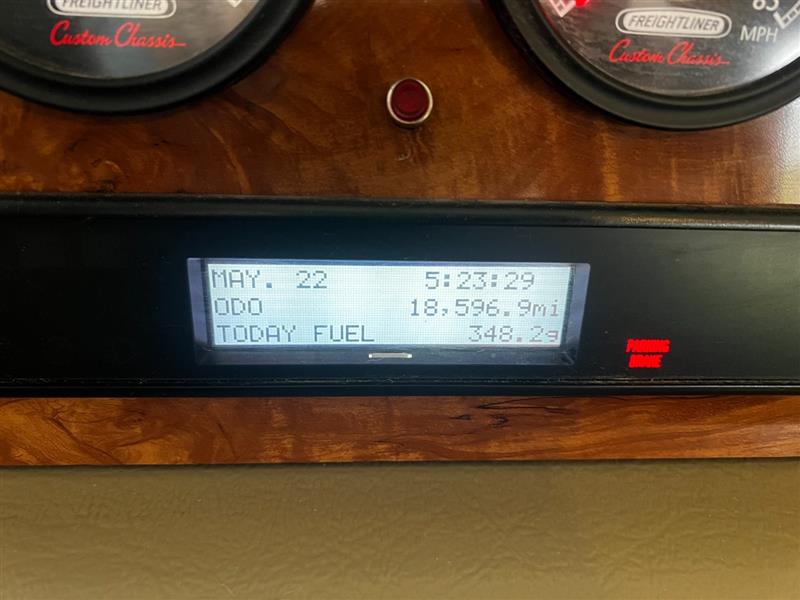 FREIGHTLINER
Custom Chassis
FREIGHTLINER
Custom Chassis
85
MPH
MAY. 22 5:23:29
ODO 18,596.9mi
TODAY FUEL 348.2g
PARKING
BRAKE